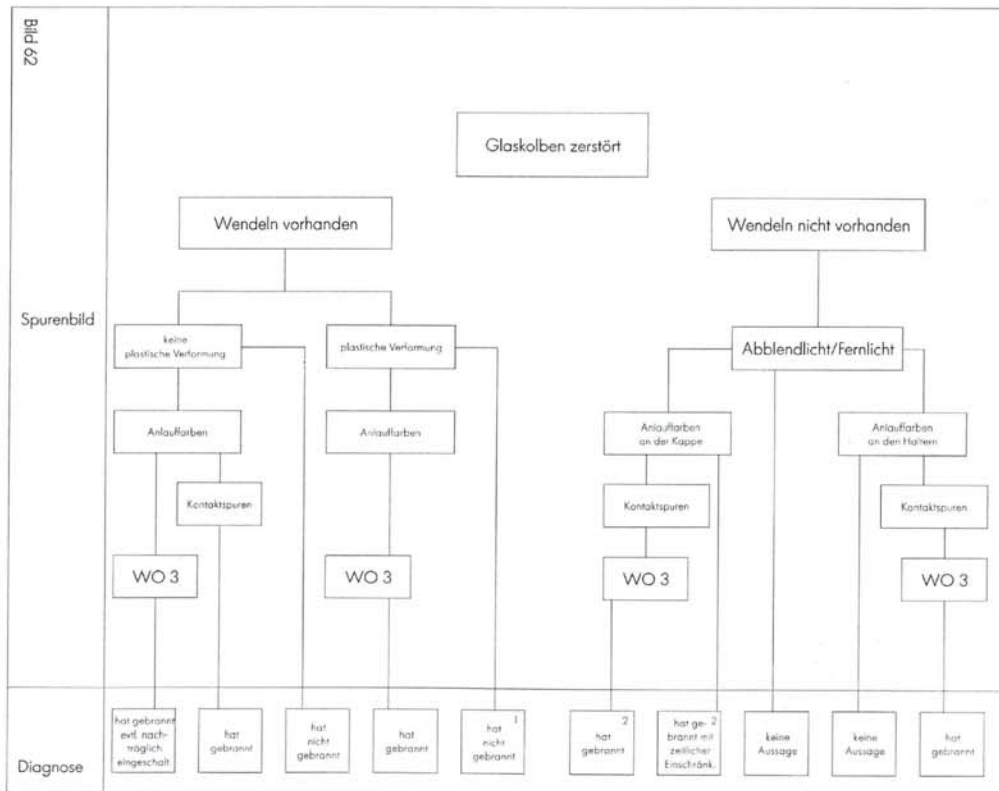 Bild 62
Glaskolben zerstört
Wendeln vorhanden
Wendeln nicht vorhanden
Spurenbild
keine
plastische Verformung
plastische Verformung
Abblendlicht/Fernlicht
Anlauffarben
Anlauffarben
Anlauffarben
an der Kappe
Anlauffarben
an den Haltern
Kontaktspuren
Kontaktspuren
Kontaktspuren
WO 3
WO 3
WO 3
WO 3
Diagnose
hat gebrannt
evtl. nach-
träglich
eingeschalt.
hat
gebrannt
hat
nicht
gebrannt
hat
gebrannt
1
hat
nicht
gebrannt
2
hat
gebrannt
hat ge- 2
brannt mit
zeitlicher
Einschränk.
keine
Aussage
keine
Aussage
hat
gebrannt